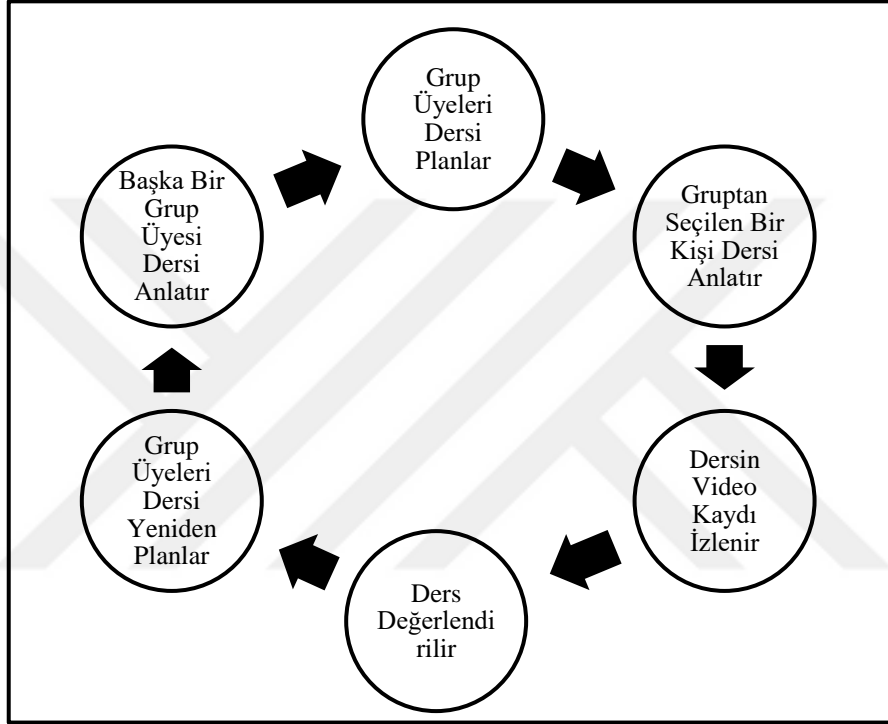 Grup
Üyeleri
Dersi
Planlar
Gruptan
Seçilen Bir
Kişi Dersi
Anlatır
Dersin
Video
Kaydı
İzlenir
Ders
Değerlendi
rilir
Grup
Üyeleri
Dersi
Yeniden
Planlar
Başka Bir
Grup
Üyesi
Dersi
Anlatır